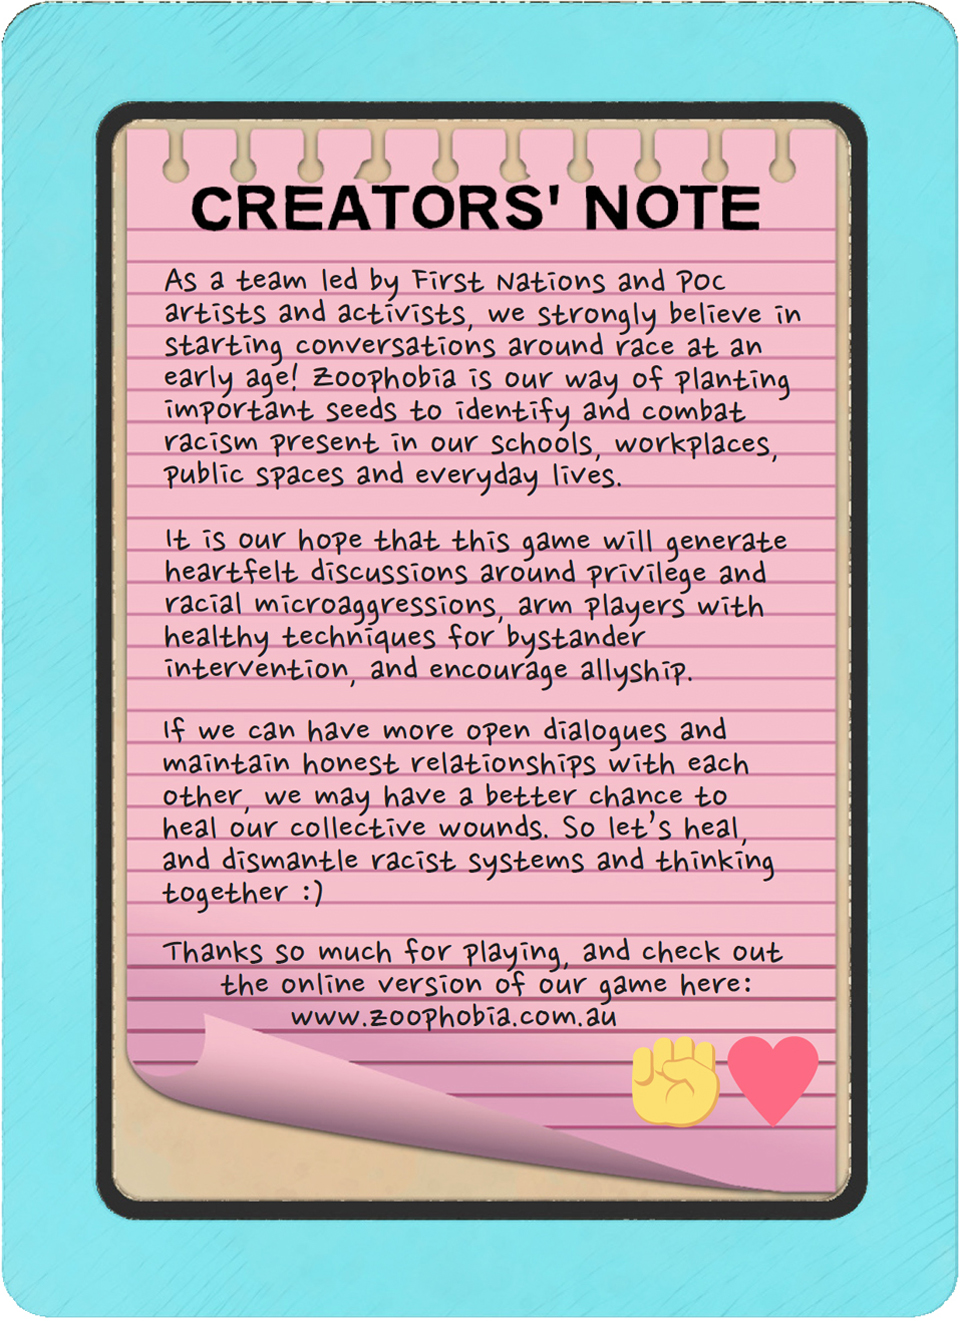 CREATORS' NOTE
As a team led by First Nations and POC
artists and activists, we strongly believe in
starting conversations around race at an
early age! Zoophobia is our way of planting
important seeds to identify and combat
racism present in our schools, workplaces,
public spaces and everyday lives.
It is our hope that this game will generate
heartfelt discussions around privilege and
racial microaggressions, arm players with
healthy techniques for bystander
intervention, and encourage allyship.
If we can have more open dialogues and
maintain honest relationships with each
other, we may have a better chance to
heal our collective wounds. So let's heal,
and dismantle racist systems and thinking
together :)
Thanks so much for playing, and check out
the online version of our game here:
www.zoophobia.com.au